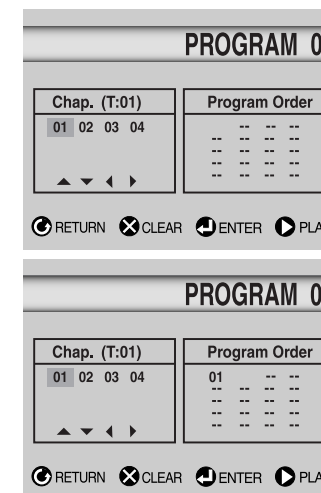 PROGRAM 0
Chap. (T:01) Program Order
01 02 03 04 -- -- --
-- -- -- --
-- -- -- --
-- -- -- --
RETURN CLEAR ENTER PLA
PROGRAM 0
Chap. (T:01) Program Order
01 02 03 04 01 -- --
-- -- -- --
-- -- -- --
-- -- -- --
RETURN CLEAR ENTER PLA